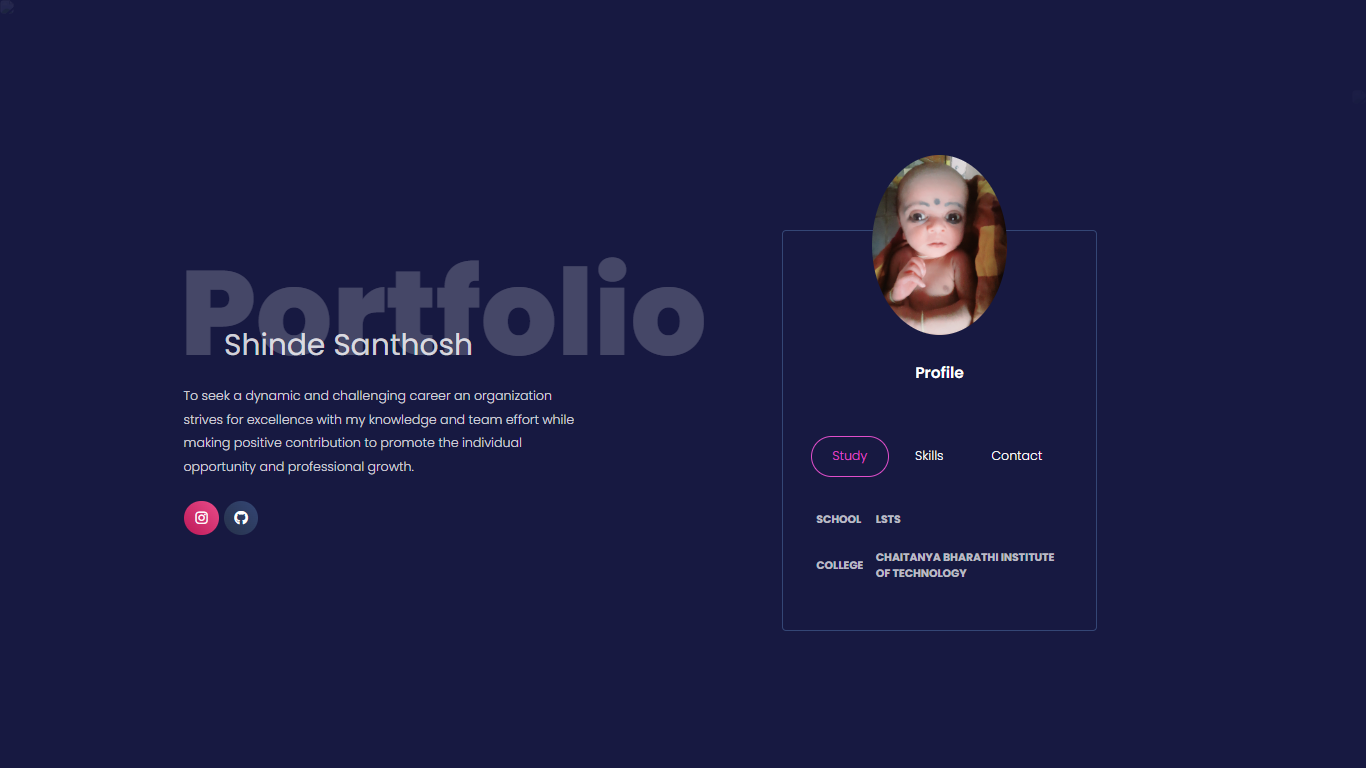 Portfolio
Shinde Santhosh
To seek a dynamic and challenging career an organization
strives for excellence with my knowledge and team effort while
making positive contribution to promote the individual
opportunity and professional growth.
Profile
Study Skills Contact
SCHOOL LSTS
COLLEGE CHAITANYA BHARATHI INSTITUTE
OF TECHNOLOGY